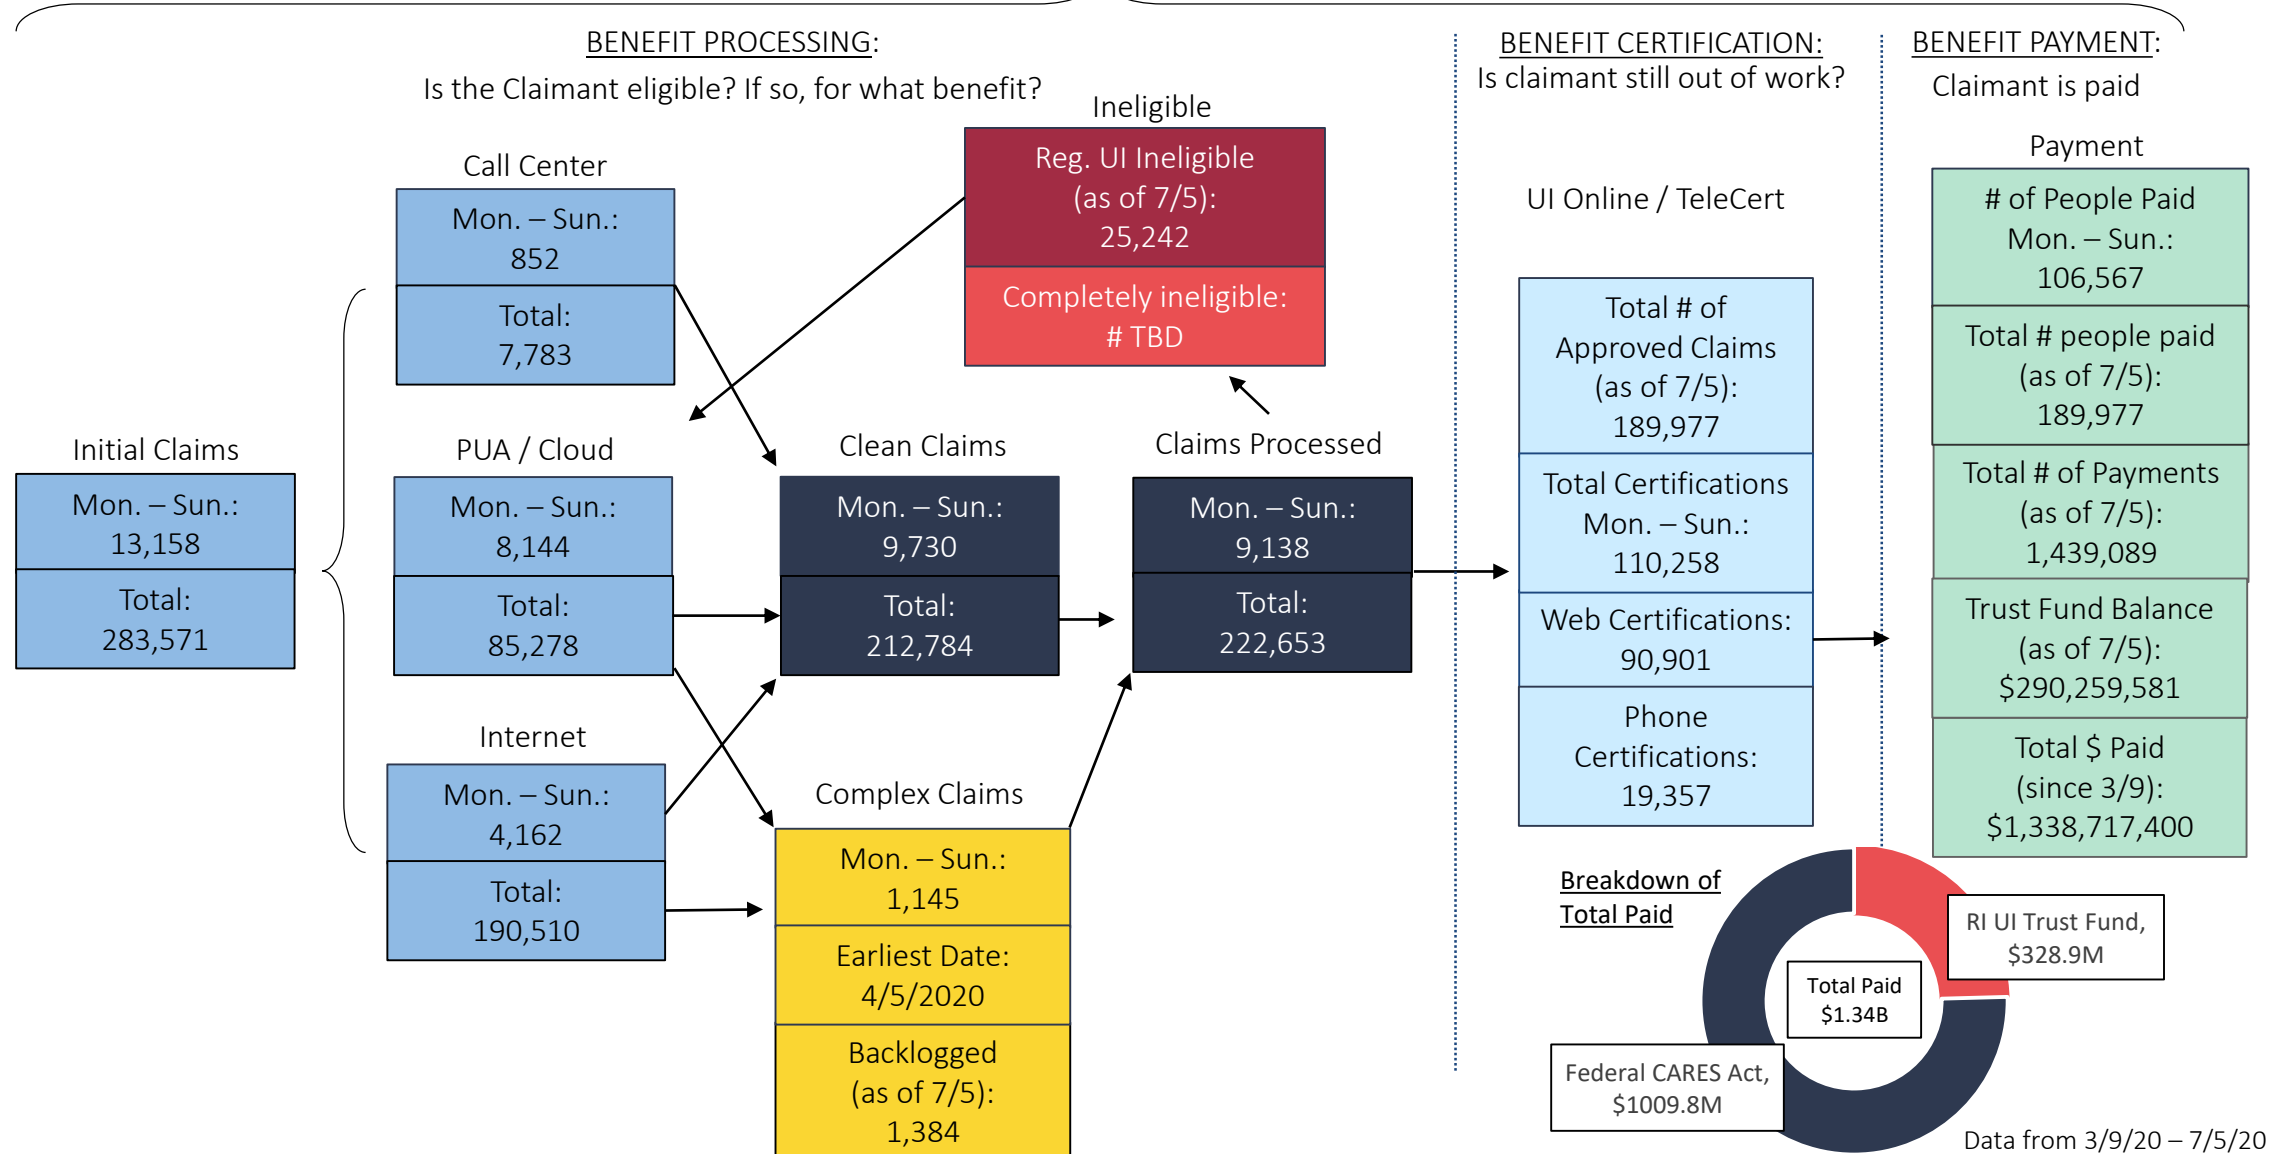 BENEFIT PROCESSING:
Is the Claimant eligible? If so, for what benefit?
BENEFIT CERTIFICATION:
Is claimant still out of work?
BENEFIT PAYMENT:
Claimant is paid
Initial Claims
Mon. – Sun.:
13,158
Total:
283,571
Call Center
Mon. – Sun.:
852
Total:
7,783
PUA / Cloud
Mon. – Sun.:
8,144
Total:
85,278
Internet
Mon. – Sun.:
4,162
Total:
190,510
Ineligible
Reg. UI Ineligible
(as of 7/5):
25,242
Completely ineligible:
# TBD
Clean Claims
Mon. – Sun.:
9,730
Total:
212,784
Complex Claims
Mon. – Sun.:
1,145
Earliest Date:
4/5/2020
Backlogged
(as of 7/5):
1,384
Claims Processed
Mon. – Sun.:
9,138
Total:
222,653
UI Online / TeleCert
Total # of
Approved Claims
(as of 7/5):
189,977
Total Certifications
Mon. – Sun.:
110,258
Web Certifications:
90,901
Phone
Certifications:
19,357
Payment
# of People Paid
Mon. – Sun.:
106,567
Total # people paid
(as of 7/5):
189,977
Total # of Payments
(as of 7/5):
1,439,089
Trust Fund Balance
(as of 7/5):
$290,259,581
Total $ Paid
(since 3/9):
$1,338,717,400
Breakdown of
Total Paid
RI UI Trust Fund,
$328.9M
Total Paid
$1.34B
Federal CARES Act,
$1009.8M
Data from 3/9/20 – 7/5/20